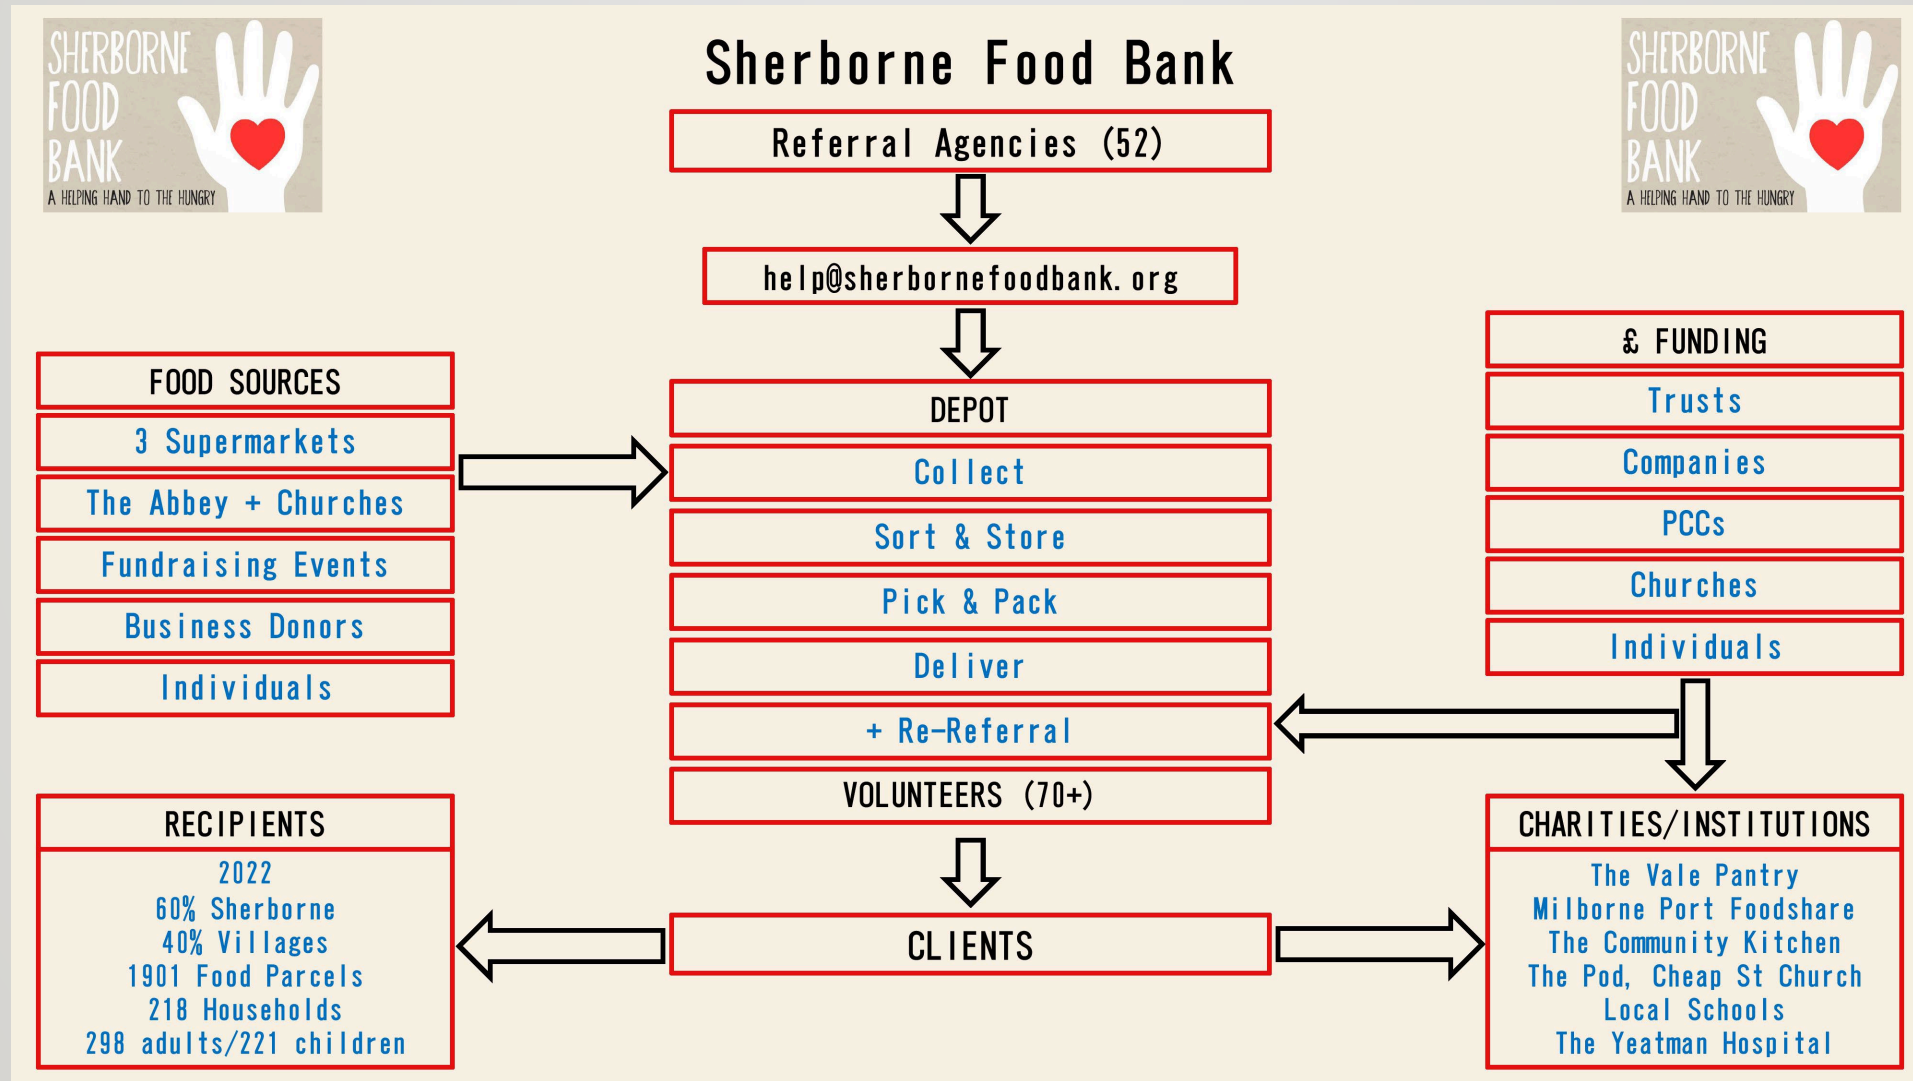 SHERBORNE
FOOD
BANK
A HELPING HAND TO THE HUNGRY
Sherborne Food Bank
SHERBORNE
FOOD
BANK
A HELPING HAND TO THE HUNGRY
Referral Agencies (52)
help@sherbornefoodbank.org
FOOD SOURCES
3 Supermarkets
The Abbey + Churches
Fundraising Events
Business Donors
Individuals
DEPOT
Collect
Sort & Store
Pick & Pack
Deliver
+ Re-Referral
VOLUNTEERS (70+)
£ FUNDING
Trusts
Companies
PCCs
Churches
Individuals
RECIPIENTS
2022
60% Sherborne
40% Villages
1901 Food Parcels
218 Households
298 adults/221 children
CLIENTS
CHARITIES/INSTITUTIONS
The Vale Pantry
Milborne Port Foodshare
The Community Kitchen
The Pod, Cheap St Church
Local Schools
The Yeatman Hospital